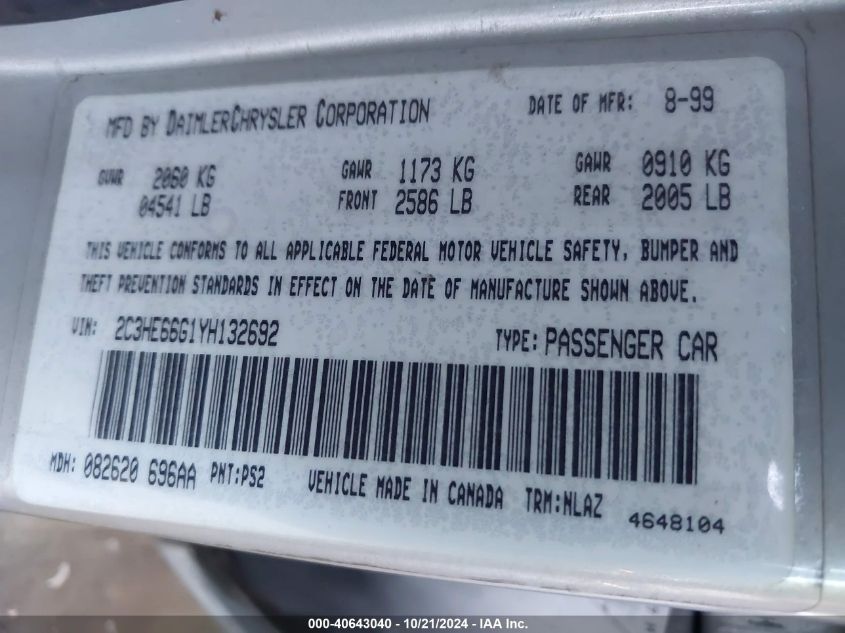 MFD BY DAIMLERCHRYSLER CORPORATION DATE OF MFR: 8-99
GVWR 2060 KG GAWR 1173 KG GAWR 0910 KG
04541 LB FRONT 2586 LB REAR 2005 LB
THIS VEHICLE CONFORMS TO ALL APPLICABLE FEDERAL MOTOR VEHICLE SAFETY, BUMPER AND
THEFT PREVENTION STANDARDS IN EFFECT ON THE DATE OF MANUFACTURE SHOWN ABOVE.
VIN: 2C3HE66G1YH132692 TYPE: PASSENGER CAR
MDH: 082620 696AA PNT:PS2 VEHICLE MADE IN CANADA TRM:NLAZ 4648104
000-40643040 - 10/21/2024 - IAA Inc.